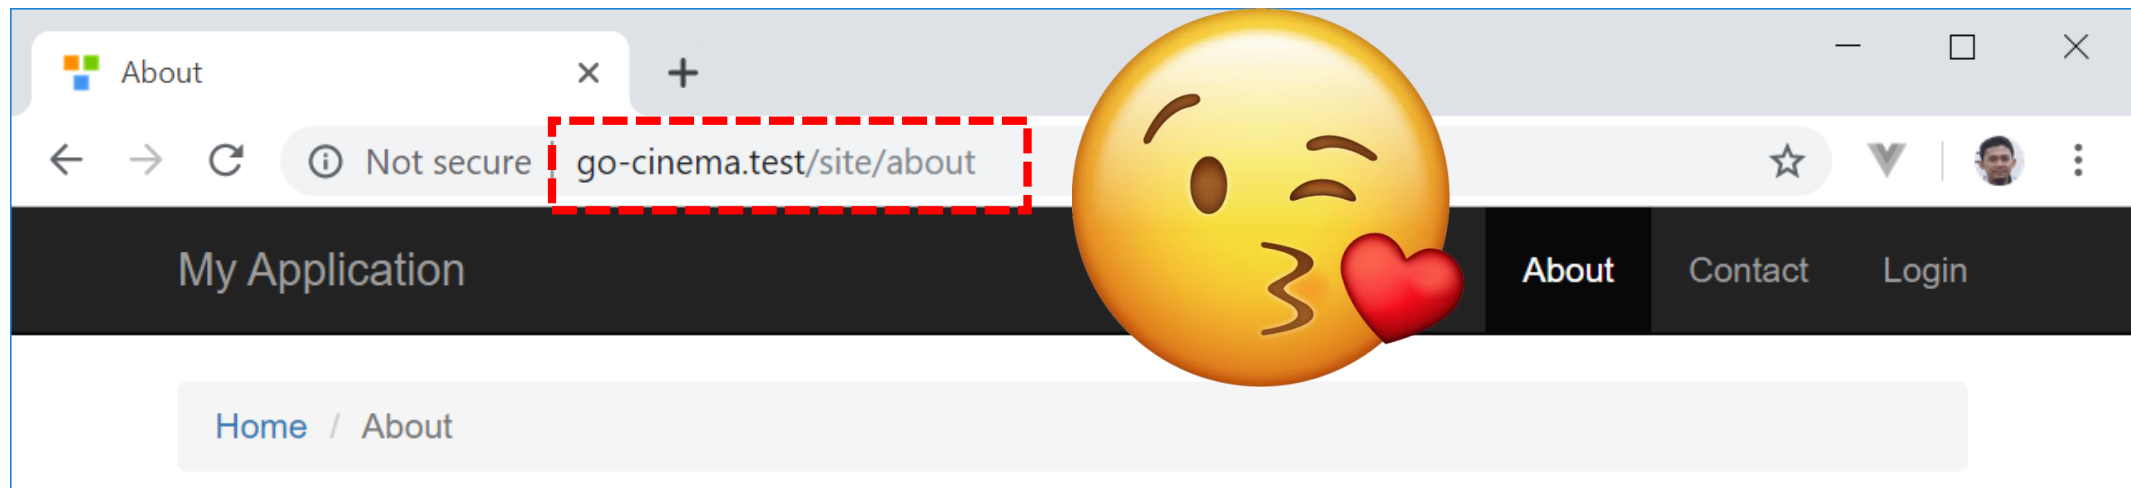 About
Not secure | go-cinema.test/site/about
My Application
About Contact Login
Home / About